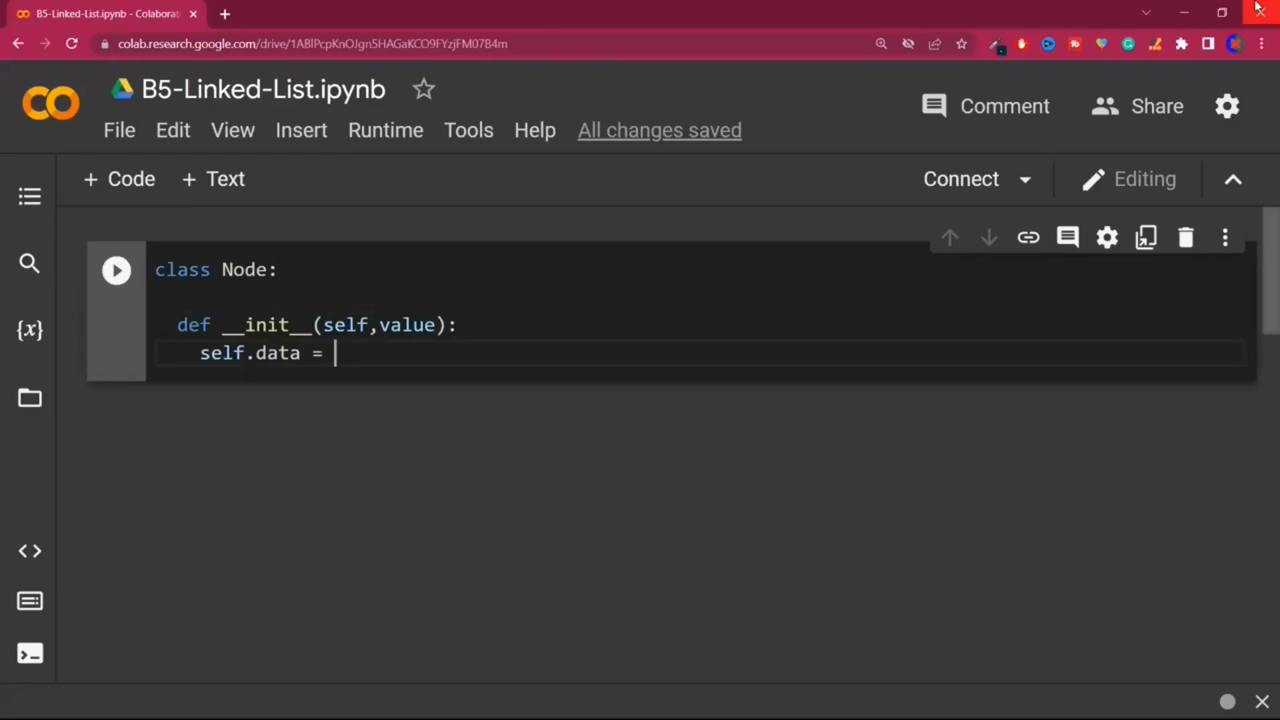 B5-Linked-List.ipynb - Colaborat
colab.research.google.com/drive/1ABlPcpKnOJgn5HAGaKCO9FYzjFM07B4m
B5-Linked-List.ipynb
Comment
Share
File Edit View Insert Runtime Tools Help All changes saved
+ Code + Text
Connect
Editing
class Node:
def __init__(self,value):
self.data =